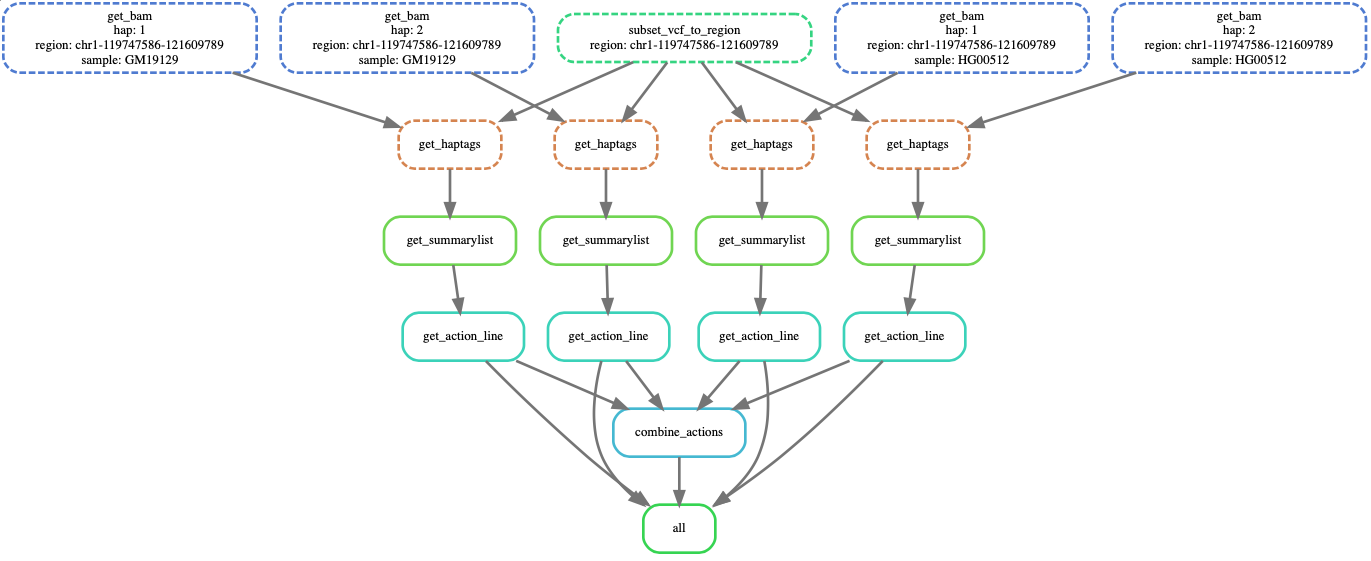 get_bam
hap: 1
region: chr1-119747586-121609789
sample: GM19129
get_bam
hap: 2
region: chr1-119747586-121609789
sample: GM19129
subset_vcf_to_region
region: chr1-119747586-121609789
get_bam
hap: 1
region: chr1-119747586-121609789
sample: HG00512
get_bam
hap: 2
region: chr1-119747586-121609789
sample: HG00512
get_haptags
get_haptags
get_haptags
get_haptags
get_summarylist
get_summarylist
get_summarylist
get_summarylist
get_action_line
get_action_line
get_action_line
get_action_line
combine_actions
all